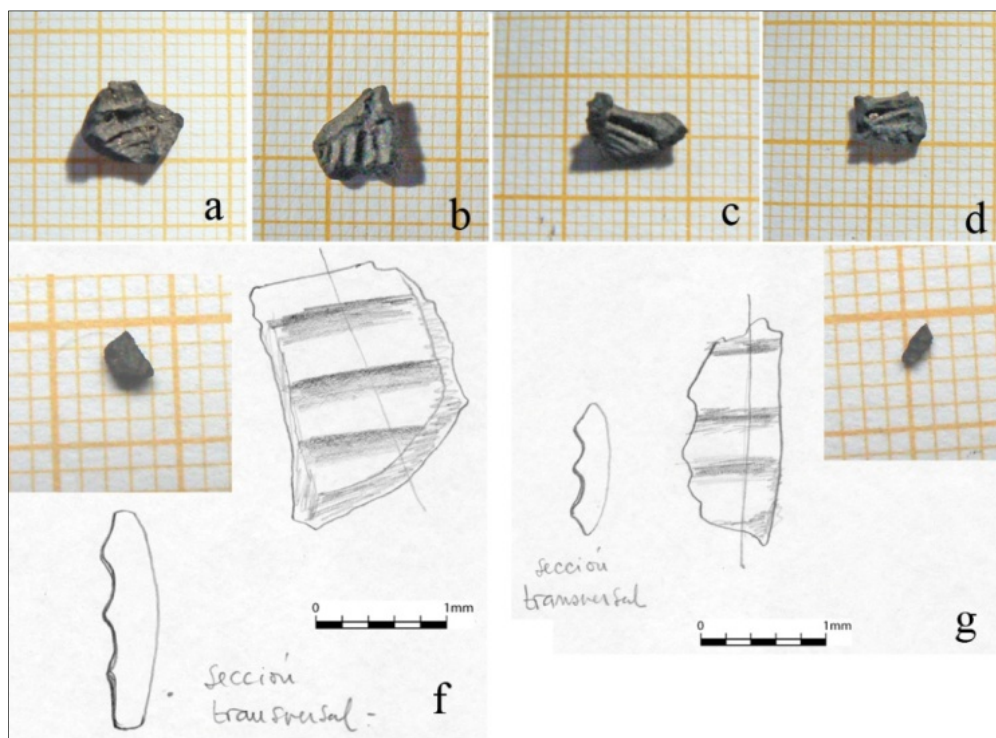 a
b
c
d
0 1mm
sección
transversal
sección
transversal-
f
0 1mm
g